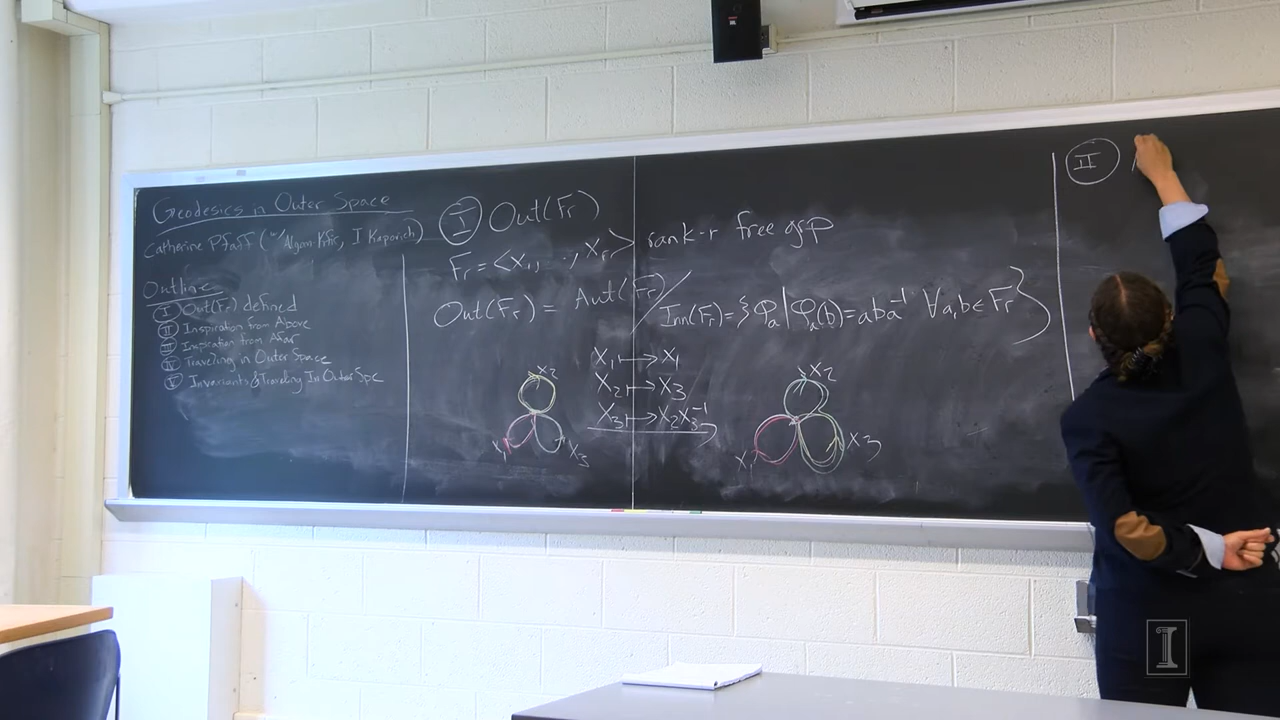 Geodesics in Outer Space
Catherine Pfaff (w/ Algom Kfir, I Kapovich)
Outline
I Out(Fr) defined
II Inspiration from Above
III Inspiration from Afar
IV Traveling in Outer Space
V Invariants & Traveling In Outer Spc
I Out(Fr)
Fr = <x1, .., xr> rank-r free grp
Out(Fr) = Aut(Fr) / Inn(Fr) = {φa | φa(b) = aba⁻¹ ∀a,b ∈ Fr}
x1 ↦ x1
x2 ↦ x3
x3 ↦ x2x3⁻¹
x2
x1
x3
x2
x1
x3
II
I